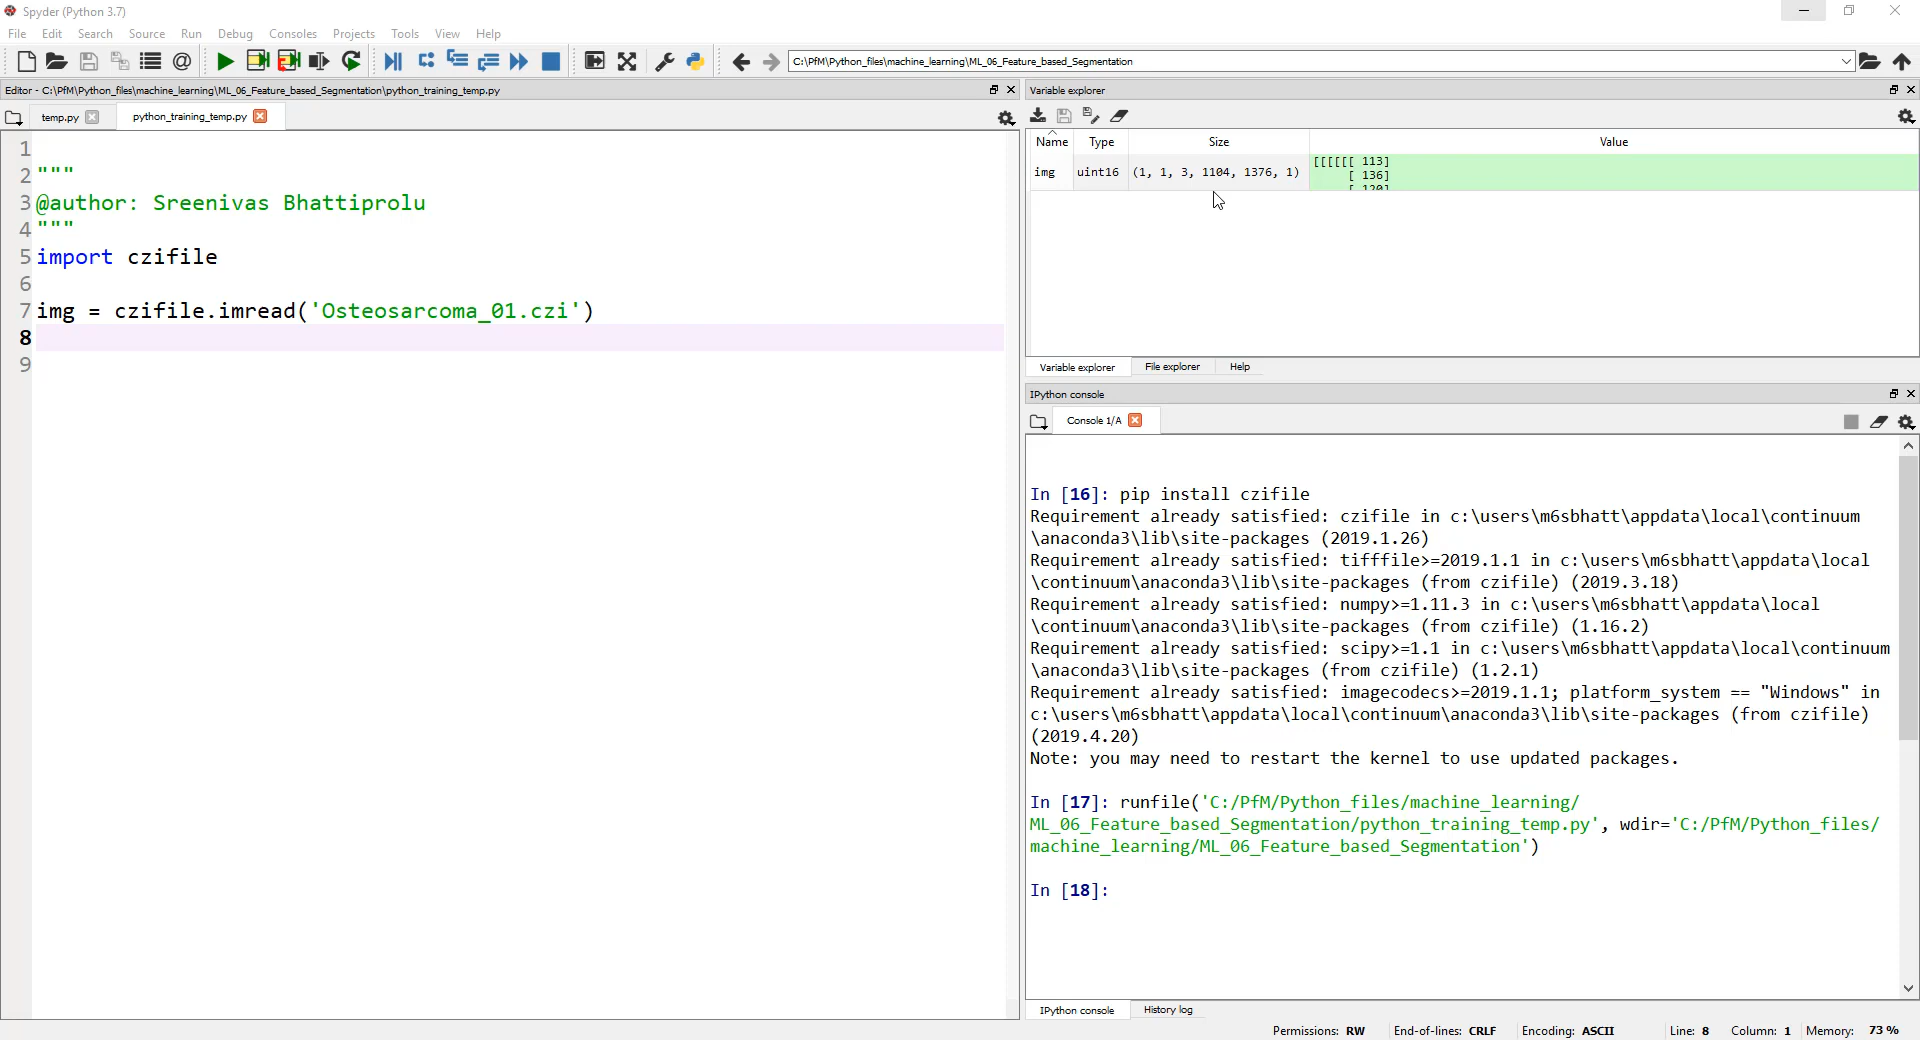 Spyder (Python 3.7)
File Edit Search Source Run Debug Consoles Projects Tools View Help
C:\PfM\Python_files\machine_learning\ML_06_Feature_based_Segmentation
Editor - C:\PfM\Python_files\machine_learning\ML_06_Feature_based_Segmentation\python_training_temp.py
temp.py python_training_temp.py
1
2 """
3 @author: Sreenivas Bhattiprolu
4 """
5 import czifile
6
7 img = czifile.imread('Osteosarcoma_01.czi')
8
9
Variable explorer
Name Type Size Value
img uint16 (1, 1, 3, 1104, 1376, 1) [[[[[[ 113]
[ 136]
[ 120]
Variable explorer File explorer Help
IPython console
Console 1/A
In [16]: pip install czifile
Requirement already satisfied: czifile in c:\users\m6sbhatt\appdata\local\continuum
\anaconda3\lib\site-packages (2019.1.26)
Requirement already satisfied: tifffile>=2019.1.1 in c:\users\m6sbhatt\appdata\local
\continuum\anaconda3\lib\site-packages (from czifile) (2019.3.18)
Requirement already satisfied: numpy>=1.11.3 in c:\users\m6sbhatt\appdata\local
\continuum\anaconda3\lib\site-packages (from czifile) (1.16.2)
Requirement already satisfied: scipy>=1.1 in c:\users\m6sbhatt\appdata\local\continuum
\anaconda3\lib\site-packages (from czifile) (1.2.1)
Requirement already satisfied: imagecodecs>=2019.1.1; platform_system == "Windows" in
c:\users\m6sbhatt\appdata\local\continuum\anaconda3\lib\site-packages (from czifile)
(2019.4.20)
Note: you may need to restart the kernel to use updated packages.
In [17]: runfile('C:/PfM/Python_files/machine_learning/
ML_06_Feature_based_Segmentation/python_training_temp.py', wdir='C:/PfM/Python_files/
machine_learning/ML_06_Feature_based_Segmentation')
In [18]:
IPython console History log
Permissions: RW End-of-lines: CRLF Encoding: ASCII Line: 8 Column: 1 Memory: 73 %